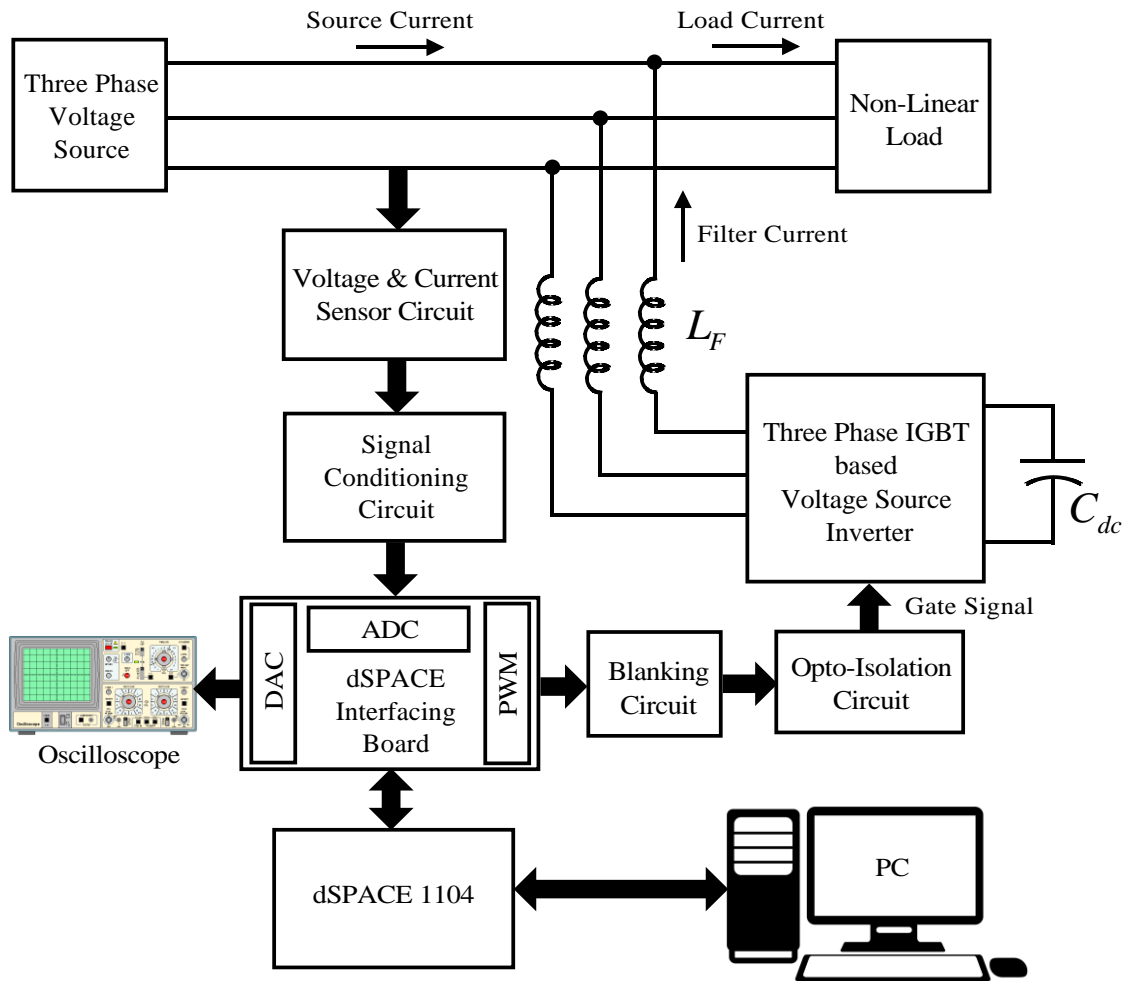 Source Current
Load Current
Three Phase
Voltage
Source
Non-Linear
Load
Filter Current
Voltage & Current
Sensor Circuit
L_F
Three Phase IGBT
based
Voltage Source
Inverter
C_dc
Signal
Conditioning
Circuit
Gate Signal
DAC
ADC
PWM
dSPACE
Interfacing
Board
Blanking
Circuit
Opto-Isolation
Circuit
Oscilloscope
dSPACE 1104
PC